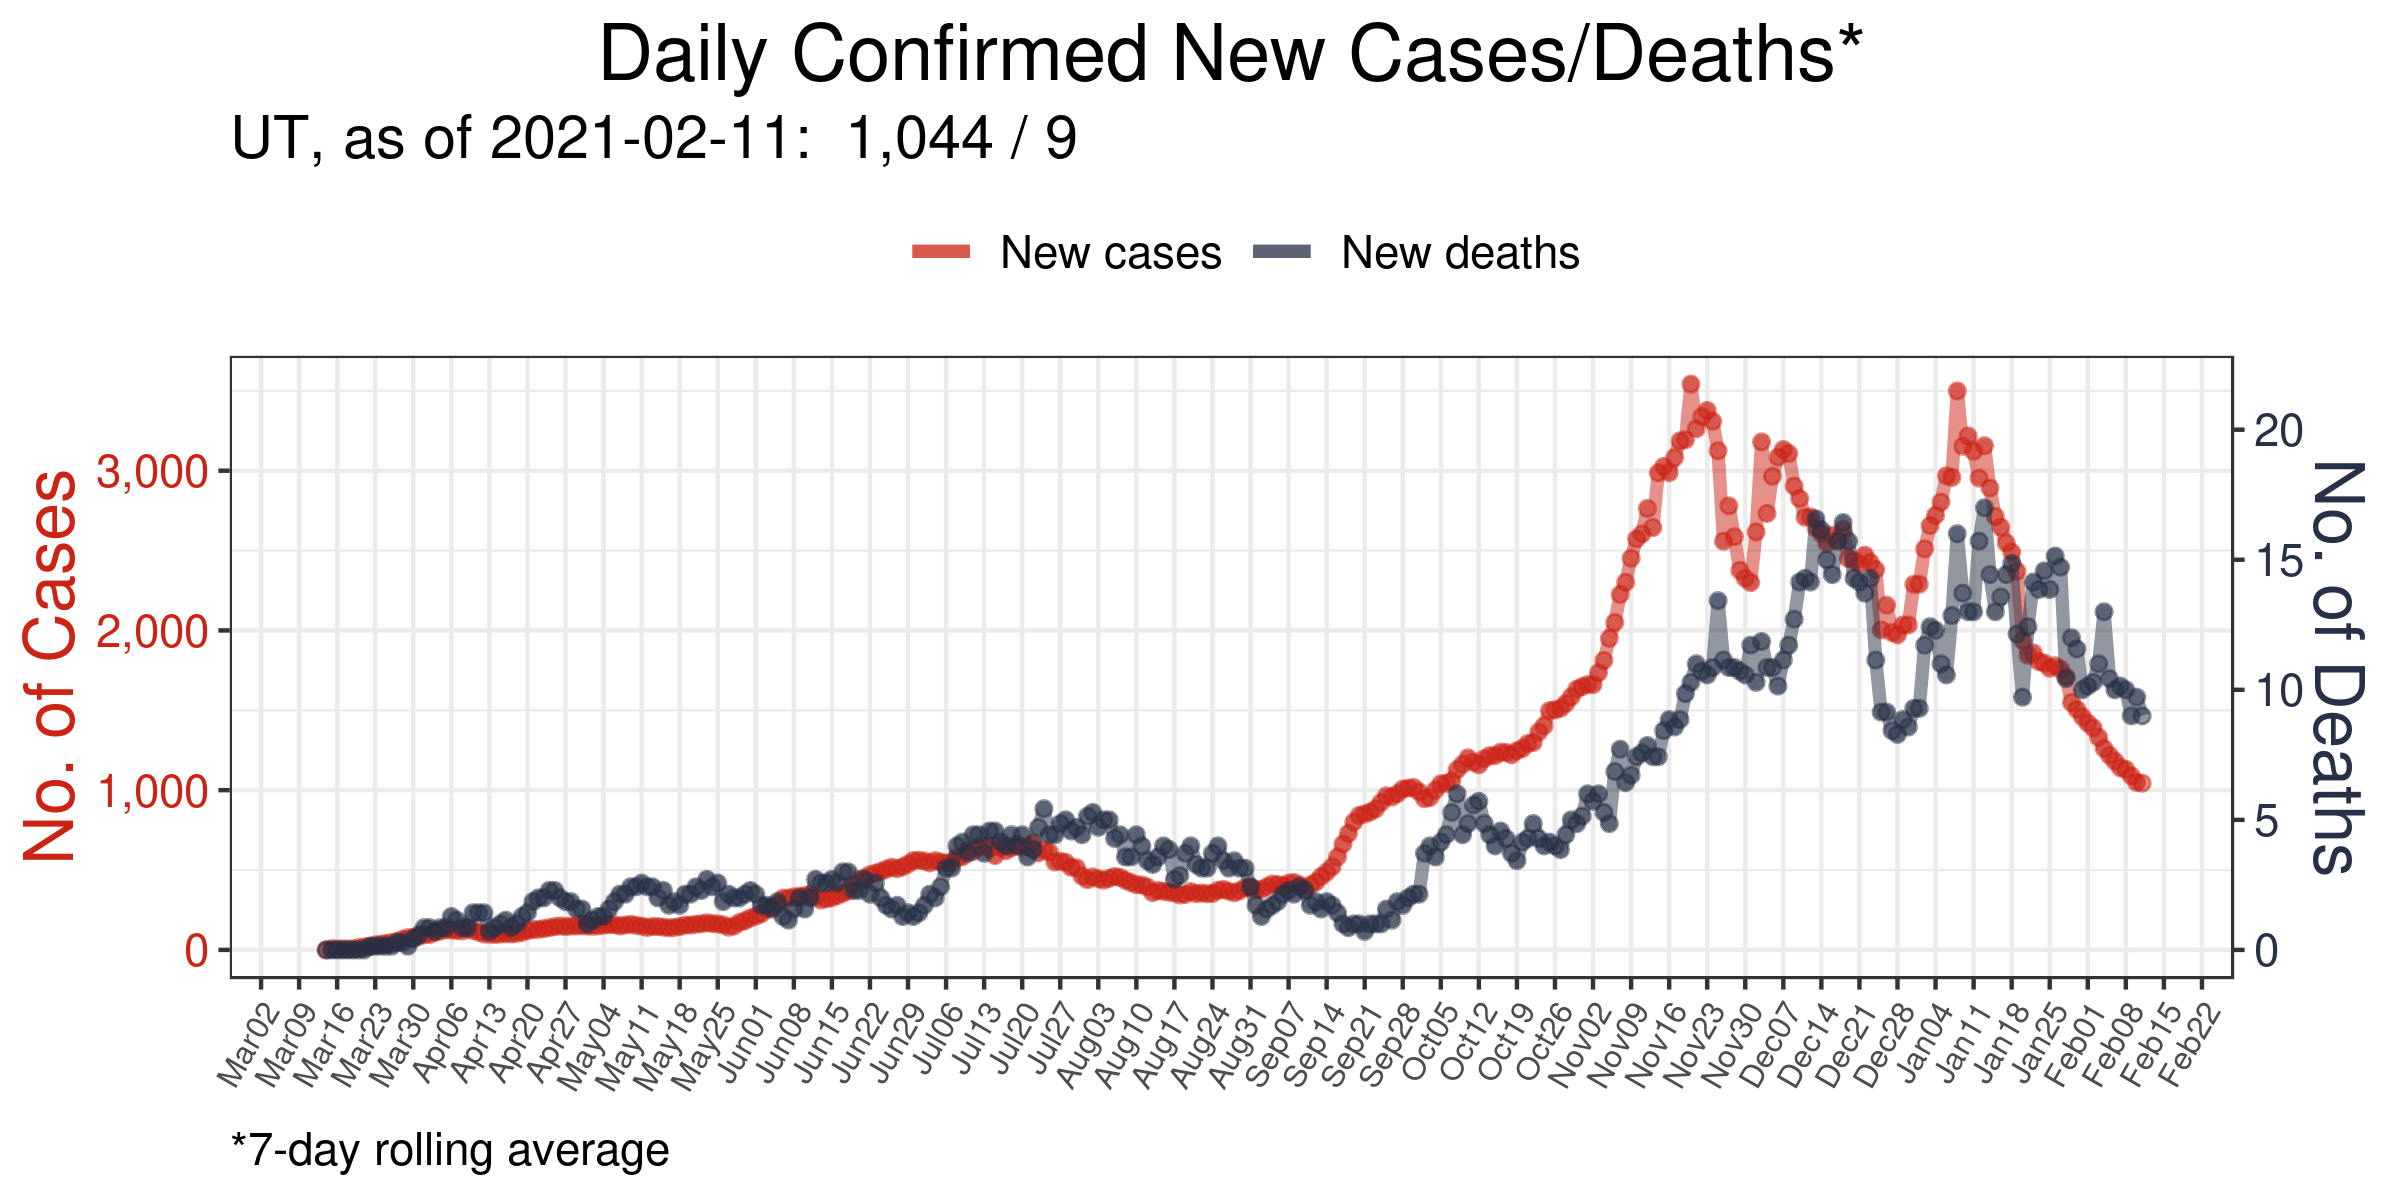 Daily Confirmed New Cases/Deaths*
UT, as of 2021-02-11: 1,044 / 9
New cases
New deaths
No. of Cases
3,000
2,000
1,000
0
20
15
10
5
0
No. of Deaths
Mar02
Mar09
Mar16
Mar23
Mar30
Apr06
Apr13
Apr20
Apr27
May04
May11
May18
May25
Jun01
Jun08
Jun15
Jun22
Jun29
Jul06
Jul13
Jul20
Jul27
Aug03
Aug10
Aug17
Aug24
Aug31
Sep07
Sep14
Sep21
Sep28
Oct05
Oct12
Oct19
Oct26
Nov02
Nov09
Nov16
Nov23
Nov30
Dec07
Dec14
Dec21
Dec28
Jan04
Jan11
Jan18
Jan25
Feb01
Feb08
Feb15
Feb22
*7-day rolling average